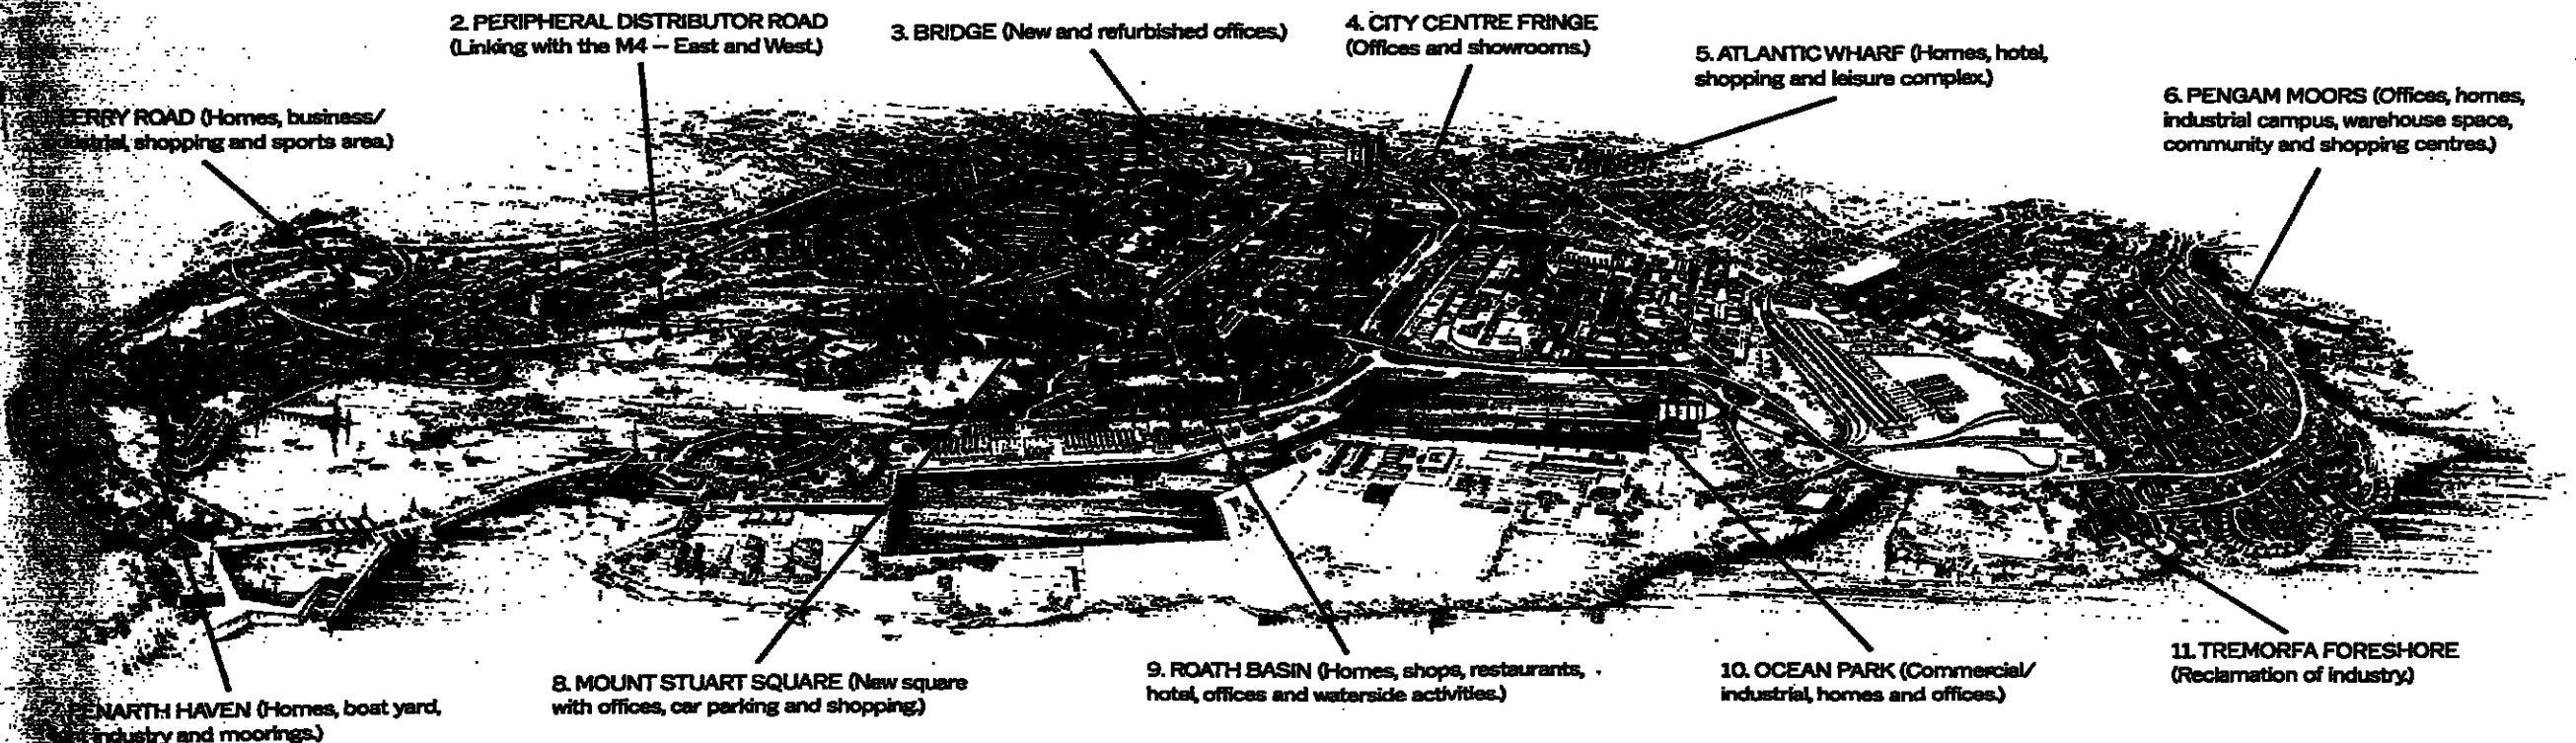 2. PERIPHERAL DISTRIBUTOR ROAD
(Linking with the M4 – East and West.)
3. BRIDGE (New and refurbished offices.)
4. CITY CENTRE FRINGE
(Offices and showrooms.)
5. ATLANTIC WHARF (Homes, hotel,
shopping and leisure complex.)
6. PENGAM MOORS (Offices, homes,
industrial campus, warehouse space,
community and shopping centres.)
ROAD (Homes, business/
shopping and sports area.)
HAVEN (Homes, boat yard,
industry and moorings.)
8. MOUNT STUART SQUARE (New square
with offices, car parking and shopping.)
9. ROATH BASIN (Homes, shops, restaurants,
hotel, offices and waterside activities.)
10. OCEAN PARK (Commercial/
industrial, homes and offices.)
11. TREMORFA FORESHORE
(Reclamation of industry.)